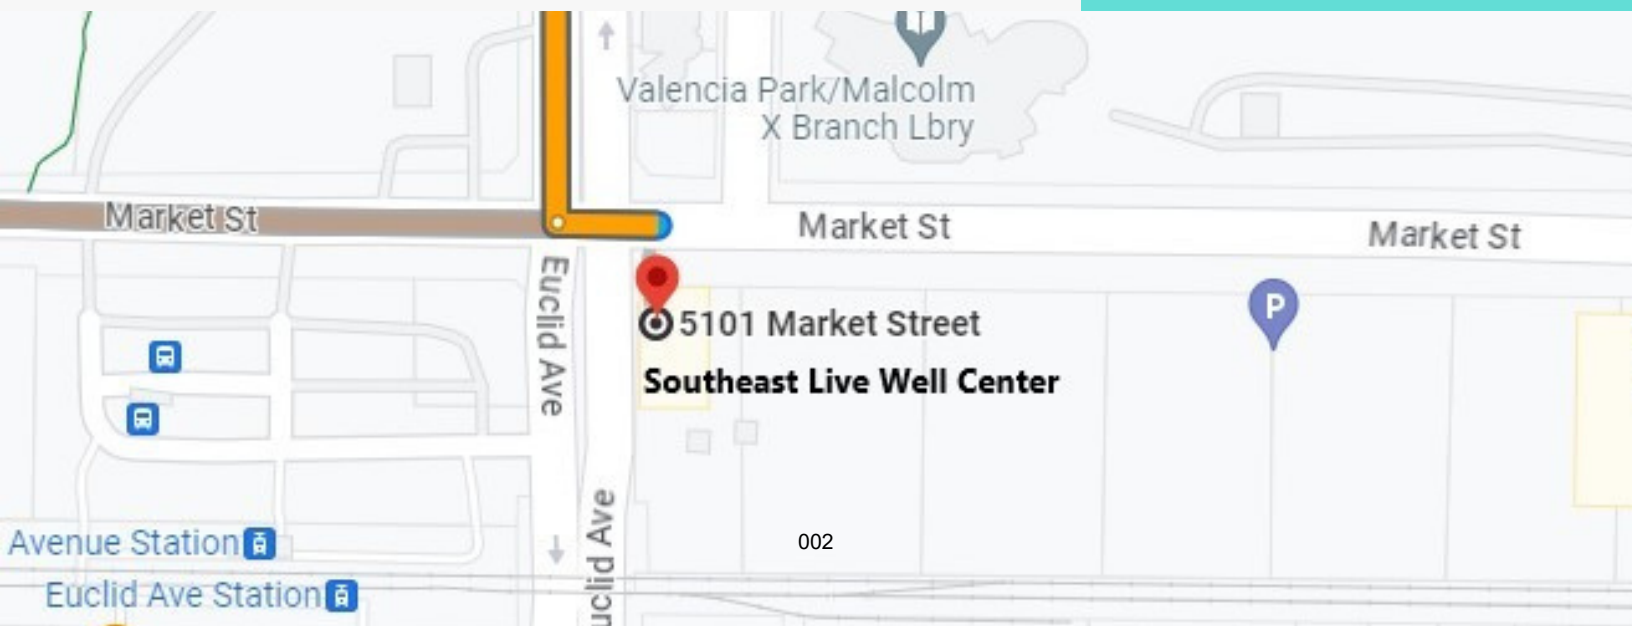 Valencia Park/Malcolm
X Branch Lbry
Market St
Market St
Market St
Euclid Ave
P
5101 Market Street
Southeast Live Well Center
uclid Ave
002
Avenue Station
Euclid Ave Station